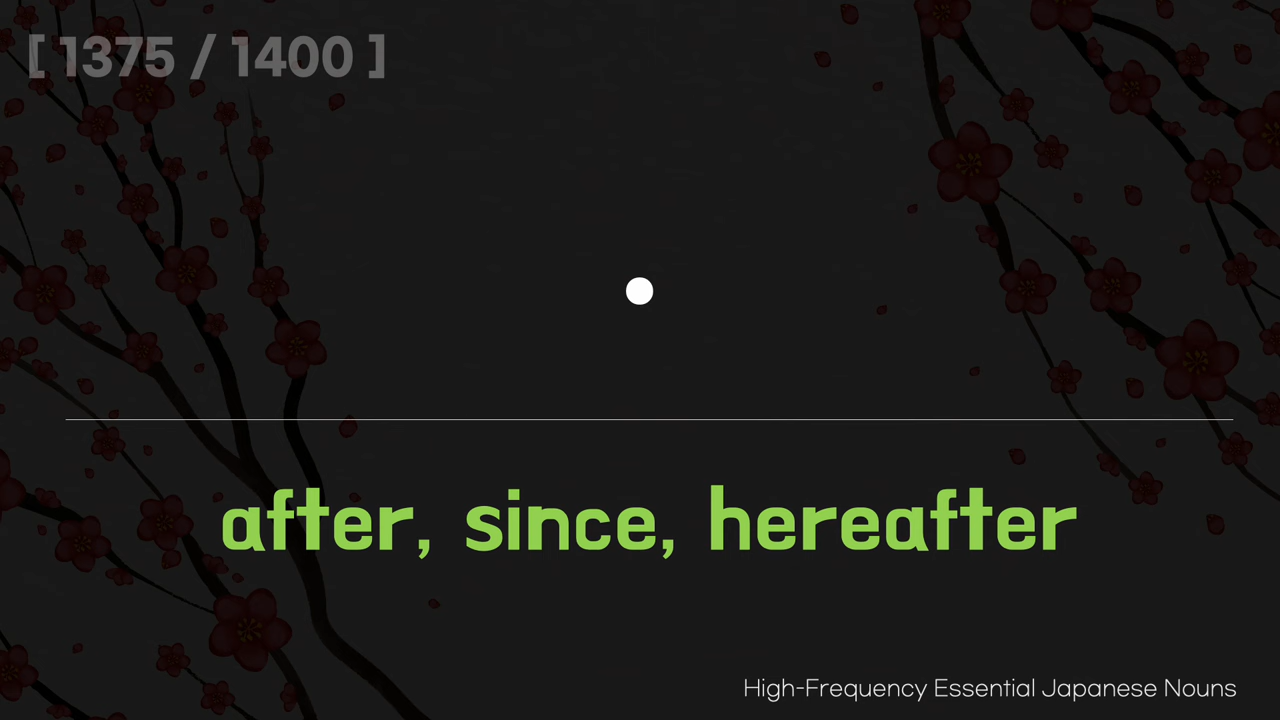 [ 1375 / 1400 ]
after, since, hereafter
High-Frequency Essential Japanese Nouns